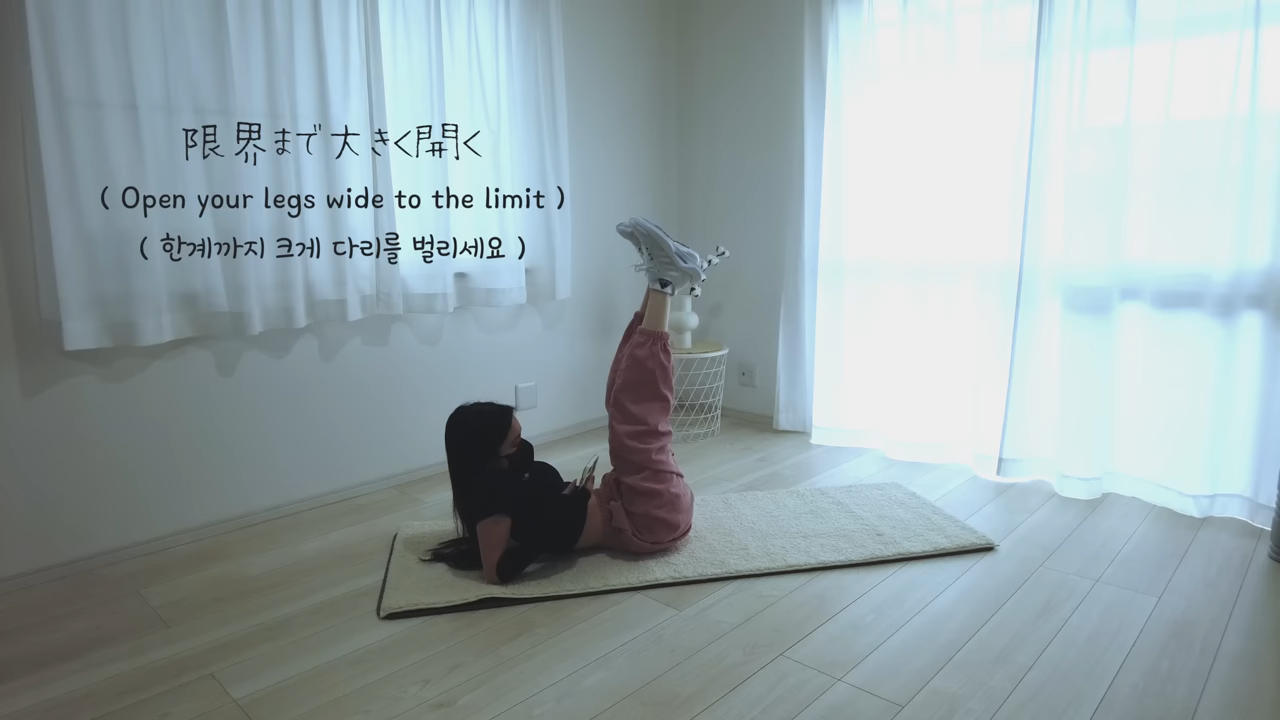 限界まで大きく開く
( Open your legs wide to the limit )
( 한계까지 크게 다리를 벌리세요 )